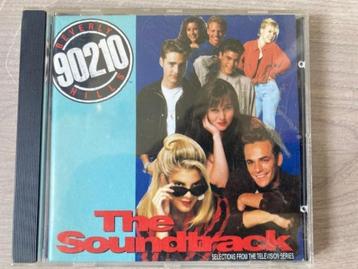 BEVERLY
90210
HILLS
The
Soundtrack
SELECTIONS FROM THE TELEVISION SERIES